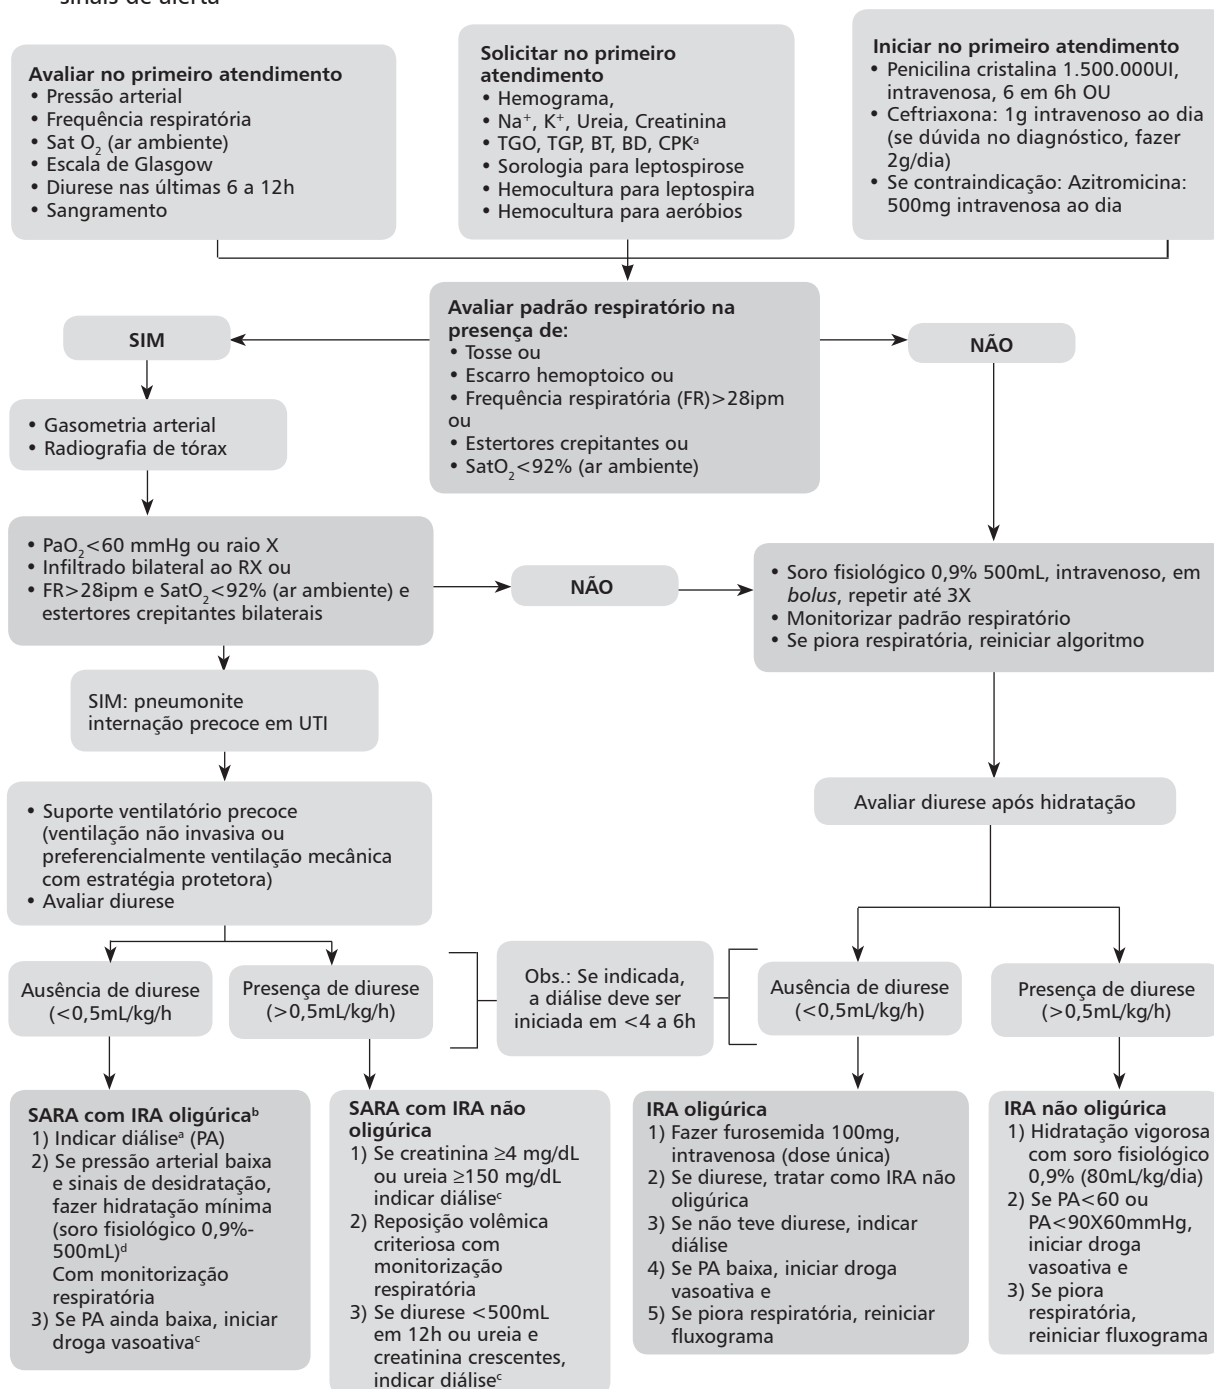 sinais de alerta
Avaliar no primeiro atendimento
• Pressão arterial
• Frequência respiratória
• Sat O₂ (ar ambiente)
• Escala de Glasgow
• Diurese nas últimas 6 a 12h
• Sangramento
Solicitar no primeiro
atendimento
• Hemograma,
• Na⁺, K⁺, Ureia, Creatinina
• TGO, TGP, BT, BD, CPKᵃ
• Sorologia para leptospirose
• Hemocultura para leptospira
• Hemocultura para aeróbios
Iniciar no primeiro atendimento
• Penicilina cristalina 1.500.000UI,
intravenosa, 6 em 6h OU
• Ceftriaxona: 1g intravenoso ao dia
(se dúvida no diagnóstico, fazer
2g/dia)
• Se contraindicação: Azitromicina:
500mg intravenosa ao dia
Avaliar padrão respiratório na
presença de:
• Tosse ou
• Escarro hemoptoico ou
• Frequência respiratória (FR)>28ipm
ou
• Estertores crepitantes ou
• SatO₂<92% (ar ambiente)
SIM
NÃO
• Gasometria arterial
• Radiografia de tórax
• PaO₂<60 mmHg ou raio X
• Infiltrado bilateral ao RX ou
• FR>28ipm e SatO₂<92% (ar ambiente) e
estertores crepitantes bilaterais
NÃO
• Soro fisiológico 0,9% 500mL, intravenoso, em
bolus, repetir até 3X
• Monitorizar padrão respiratório
• Se piora respiratória, reiniciar algoritmo
SIM: pneumonite
internação precoce em UTI
• Suporte ventilatório precoce
(ventilação não invasiva ou
preferencialmente ventilação mecânica
com estratégia protetora)
• Avaliar diurese
Avaliar diurese após hidratação
Ausência de diurese
(<0,5mL/kg/h
Presença de diurese
(>0,5mL/kg/h)
Obs.: Se indicada,
a diálise deve ser
iniciada em <4 a 6h
Ausência de diurese
(<0,5mL/kg/h)
Presença de diurese
(>0,5mL/kg/h)
SARA com IRA oligúricaᵇ
1) Indicar diáliseᵃ (PA)
2) Se pressão arterial baixa
e sinais de desidratação,
fazer hidratação mínima
(soro fisiológico 0,9%-
500mL)ᵈ
Com monitorização
respiratória
3) Se PA ainda baixa, iniciar
droga vasoativaᶜ
SARA com IRA não
oligúrica
1) Se creatinina ≥4 mg/dL
ou ureia ≥150 mg/dL
indicar diáliseᶜ
2) Reposição volêmica
criteriosa com
monitorização
respiratória
3) Se diurese <500mL
em 12h ou ureia e
creatinina crescentes,
indicar diáliseᶜ
IRA oligúrica
1) Fazer furosemida 100mg,
intravenosa (dose única)
2) Se diurese, tratar como IRA não
oligúrica
3) Se não teve diurese, indicar
diálise
4) Se PA baixa, iniciar droga
vasoativa e
5) Se piora respiratória, reiniciar
fluxograma
IRA não oligúrica
1) Hidratação vigorosa
com soro fisiológico
0,9% (80mL/kg/dia)
2) Se PA<60 ou
PA<90X60mmHg,
iniciar droga
vasoativa e
3) Se piora
respiratória,
reiniciar fluxograma